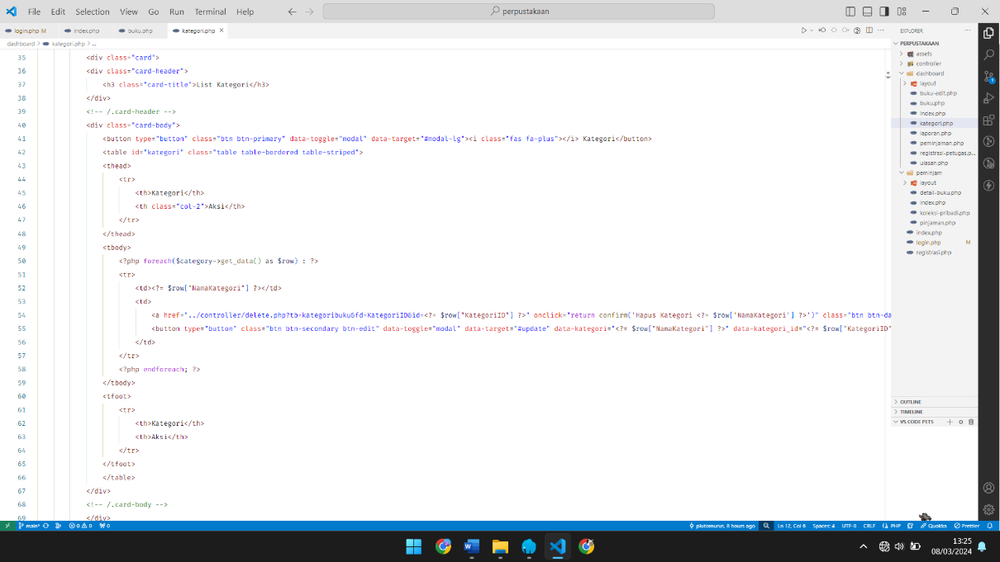 File Edit Selection View Go Run Terminal Help perpustakaan
login.php M index.php buku.php kategori.php
dashboard > kategori.php > ...
35 <div class="card">
36 <div class="card-header">
37 <h3 class="card-title">List Kategori</h3>
38 </div>
39 <!-- /.card-header -->
40 <div class="card-body">
41 <button type="button" class="btn btn-primary" data-toggle="modal" data-target="#modal-lg"><i class="fas fa-plus"></i> Kategori</button>
42 <table id="kategori" class="table table-bordered table-striped">
43 <thead>
44 <tr>
45 <th>Kategori</th>
46 <th class="col-2">Aksi</th>
47 </tr>
48 </thead>
49 <tbody>
50 <?php foreach($category->get_data() as $row) : ?>
51 <tr>
52 <td><?= $row["NamaKategori"] ?></td>
53 <td>
54 <a href="../controller/delete.php?tb=kategoribuku&fd=KategoriID&id=<?= $row["KategoriID"] ?>" onclick="return confirm('Hapus Kategori <?= $row['NamaKategori'] ?>')" class="btn btn-da
55 <button type="button" class="btn btn-secondary btn-edit" data-toggle="modal" data-target="#update" data-kategori="<?= $row["NamaKategori"] ?>" data-kategori_id="<?= $row["KategoriID"
56 </td>
57 </tr>
58 <?php endforeach; ?>
59 </tbody>
60 <tfoot>
61 <tr>
62 <th>Kategori</th>
63 <th>Aksi</th>
64 </tr>
65 </tfoot>
66 </table>
67 </div>
68 <!-- /.card-body -->
69 </div>
EXPLORER
PERPUSTAKAAN
assets
controller
dashboard
layout
buku-edit.php
buku.php
index.php
kategori.php
laporan.php
peminjaman.php
registrasi-petugas.p...
ulasan.php
peminjam
layout
detail-buku.php
index.php
koleksi-pribadi.php
pinjaman.php
index.php
login.php M
registrasi.php
OUTLINE
TIMELINE
VS CODE PETS
main* 0 0 0 plutomurus, 8 hours ago Ln 12, Col 6 Spaces: 4 UTF-8 CRLF PHP Quokka Prettier
13:25
08/03/2024